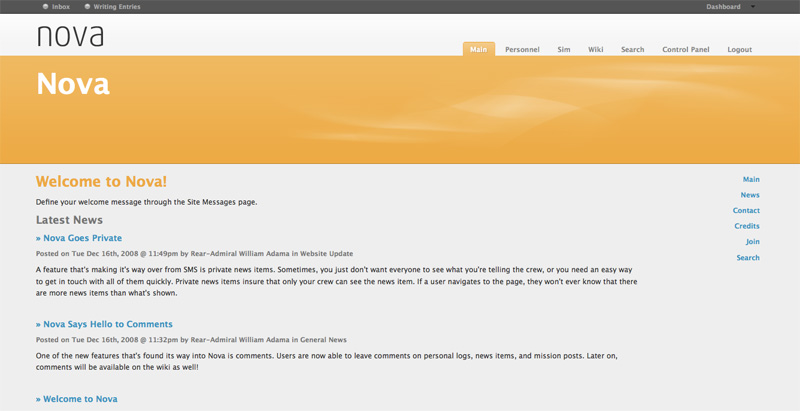 Inbox Writing Entries Dashboard
nova
Main Personnel Sim Wiki Search Control Panel Logout
Nova
Welcome to Nova!
Define your welcome message through the Site Messages page.
Latest News
» Nova Goes Private
Posted on Tue Dec 16th, 2008 @ 11:49pm by Rear-Admiral William Adama in Website Update
A feature that's making it's way over from SMS is private news items. Sometimes, you just don't want everyone to see what you're telling the crew, or you need an easy way
to get in touch with all of them quickly. Private news items insure that only your crew can see the news item. If a user navigates to the page, they won't ever know that there
are more news items than what's shown.
» Nova Says Hello to Comments
Posted on Tue Dec 16th, 2008 @ 11:32pm by Rear-Admiral William Adama in General News
One of the new features that's found its way into Nova is comments. Users are now able to leave comments on personal logs, news items, and mission posts. Later on,
comments will be available on the wiki as well!
» Welcome to Nova
Main
News
Contact
Credits
Join
Search